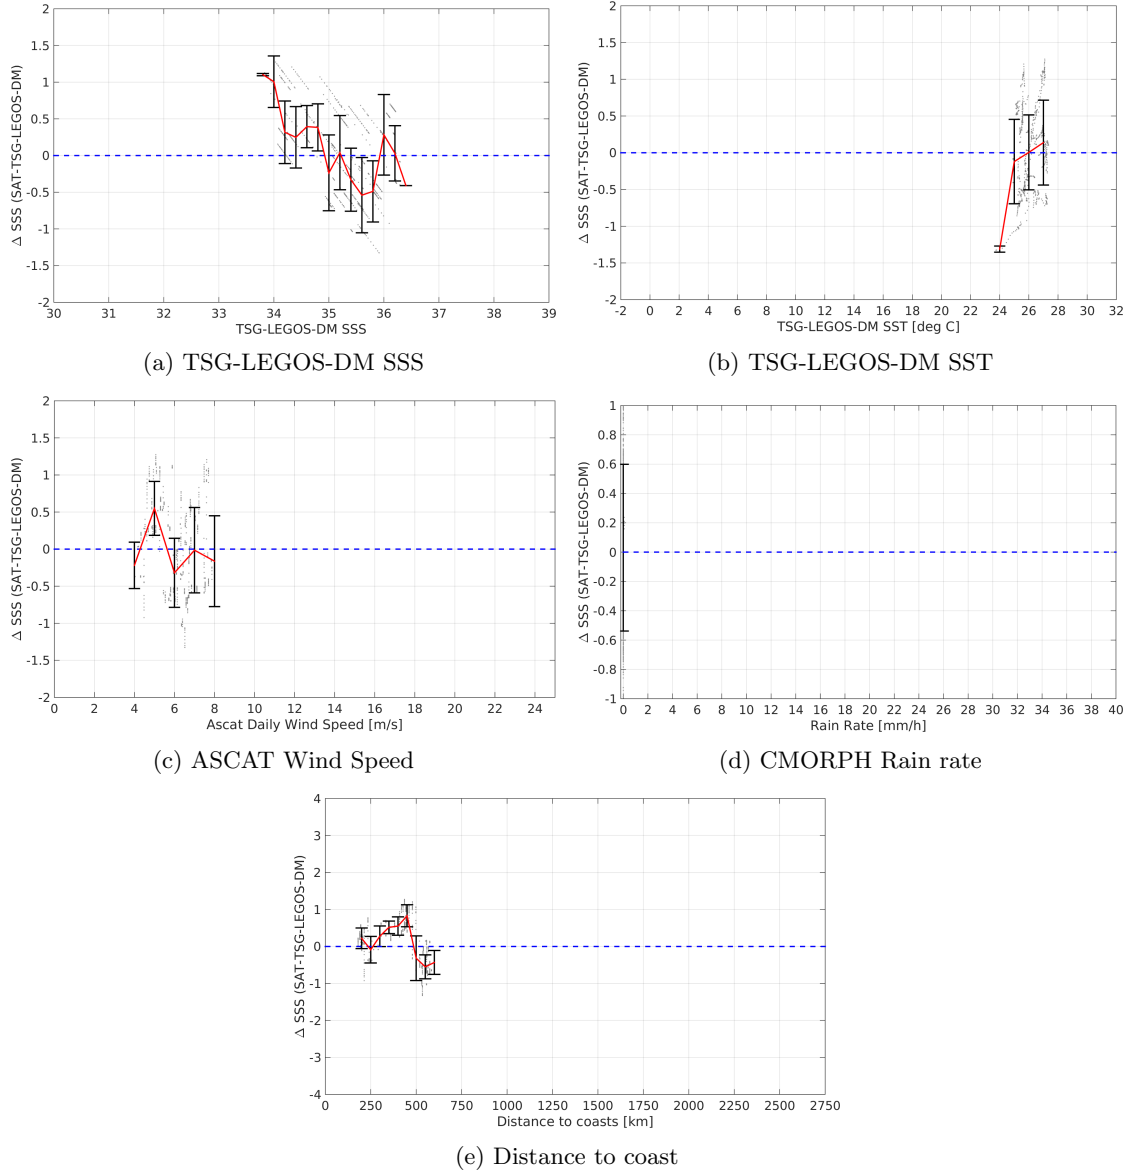 2
1.5
1
0.5
0
-0.5
-1
-1.5
-2
Δ SSS (SAT-TSG-LEGOS-DM)
30 31 32 33 34 35 36 37 38 39
TSG-LEGOS-DM SSS
(a) TSG-LEGOS-DM SSS
2
1.5
1
0.5
0
-0.5
-1
-1.5
-2
Δ SSS (SAT-TSG-LEGOS-DM)
-2 0 2 4 6 8 10 12 14 16 18 20 22 24 26 28 30 32
TSG-LEGOS-DM SST [deg C]
(b) TSG-LEGOS-DM SST
2
1.5
1
0.5
0
-0.5
-1
-1.5
-2
Δ SSS (SAT-TSG-LEGOS-DM)
0 2 4 6 8 10 12 14 16 18 20 22 24
Ascat Daily Wind Speed [m/s]
(c) ASCAT Wind Speed
1
0.8
0.6
0.4
0.2
0
-0.2
-0.4
-0.6
-0.8
-1
Δ SSS (SAT-TSG-LEGOS-DM)
0 2 4 6 8 10 12 14 16 18 20 22 24 26 28 30 32 34 36 38 40
Rain Rate [mm/h]
(d) CMORPH Rain rate
4
3
2
1
0
-1
-2
-3
-4
Δ SSS (SAT-TSG-LEGOS-DM)
0 250 500 750 1000 1250 1500 1750 2000 2250 2500 2750
Distance to coasts [km]
(e) Distance to coast